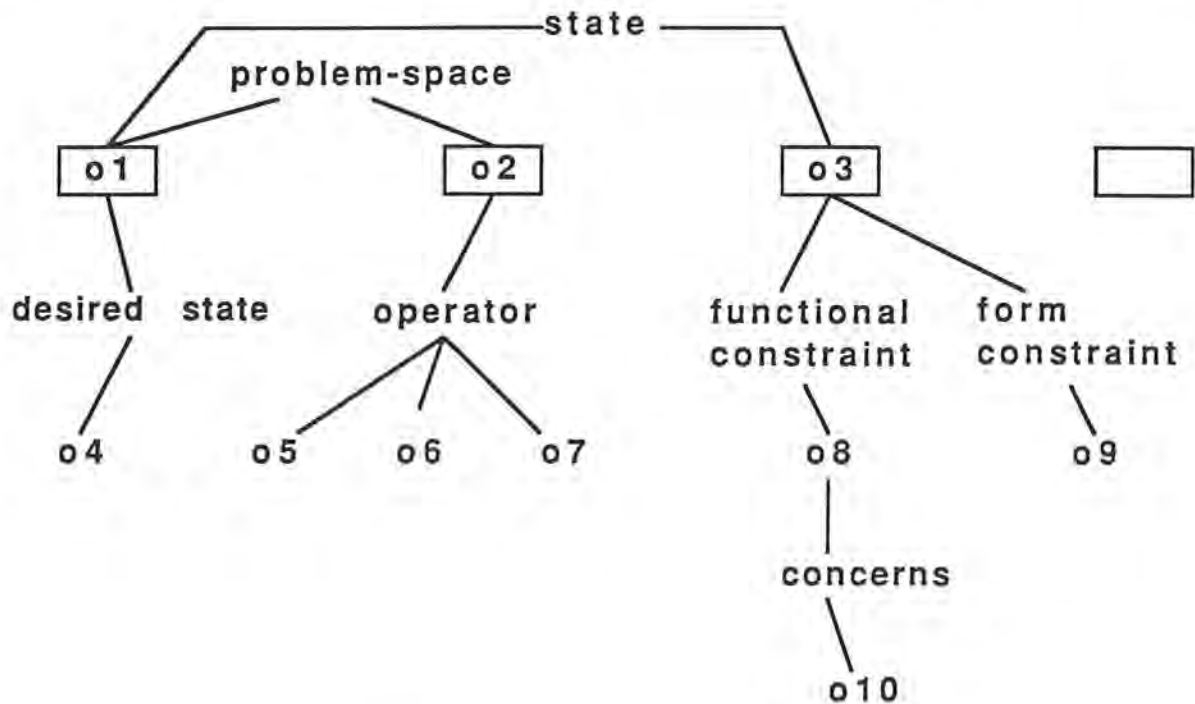 state
problem-space
o1 o2 o3
desired state operator functional constraint form constraint
o4 o5 o6 o7 o8 o9
concerns
o10